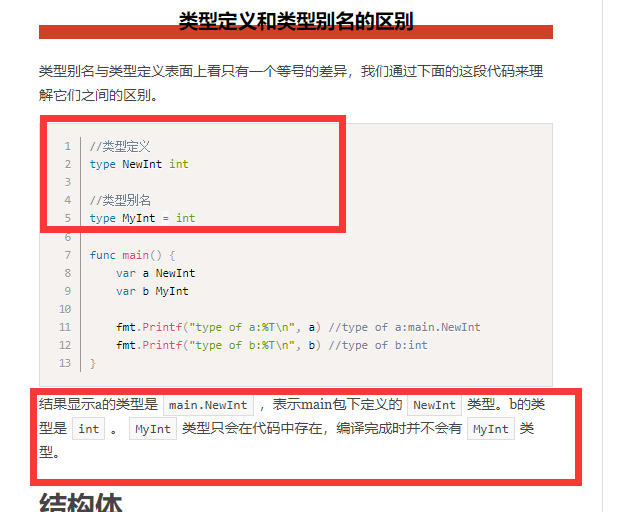 类型定义和类型别名的区别
类型别名与类型定义表面上看只有一个等号的差异，我们通过下面的这段代码来理
解它们之间的区别。
1 //类型定义
2 type NewInt int
3
4 //类型别名
5 type MyInt = int
6
7 func main() {
8     var a NewInt
9     var b MyInt
10
11     fmt.Printf("type of a:%T\n", a) //type of a:main.NewInt
12     fmt.Printf("type of b:%T\n", b) //type of b:int
13 }
结果显示a的类型是 main.NewInt ，表示main包下定义的 NewInt 类型。b的类
型是 int 。 MyInt 类型只会在代码中存在，编译完成时并不会有 MyInt 类
型。
结构体